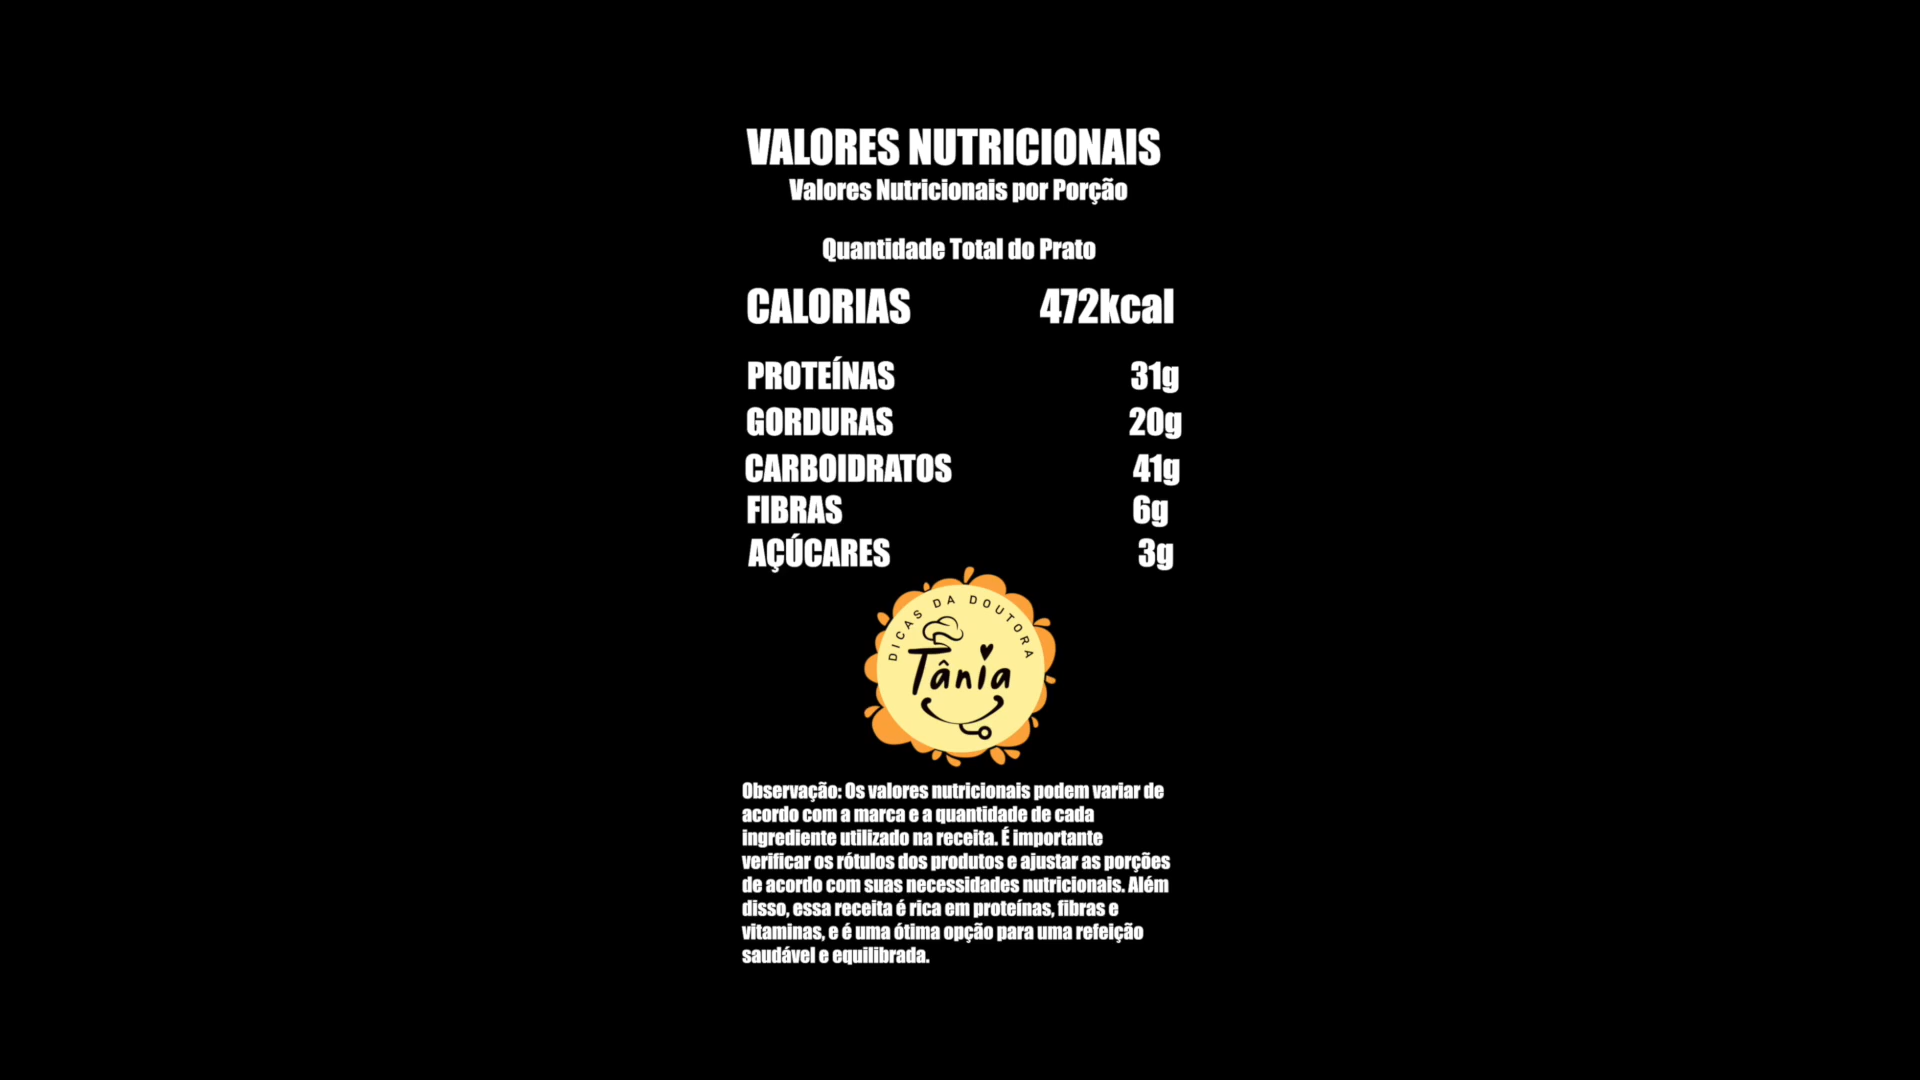 VALORES NUTRICIONAIS
Valores Nutricionais por Porção
Quantidade Total do Prato
CALORIAS 472kcal
PROTEÍNAS 31g
GORDURAS 20g
CARBOIDRATOS 41g
FIBRAS 6g
AÇÚCARES 3g
DICAS DA DOUTORA
Tânia
Observação: Os valores nutricionais podem variar de
acordo com a marca e a quantidade de cada
ingrediente utilizado na receita. É importante
verificar os rótulos dos produtos e ajustar as porções
de acordo com suas necessidades nutricionais. Além
disso, essa receita é rica em proteínas, fibras e
vitaminas, e é uma ótima opção para uma refeição
saudável e equilibrada.